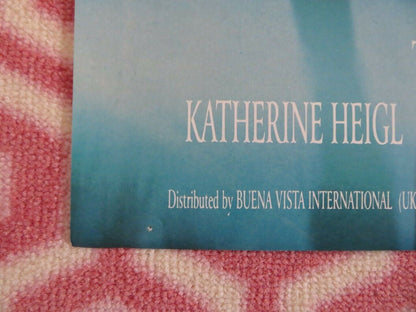 KATHERINE HEIGL
Distributed by BUENA VISTA INTERNATIONAL (UK